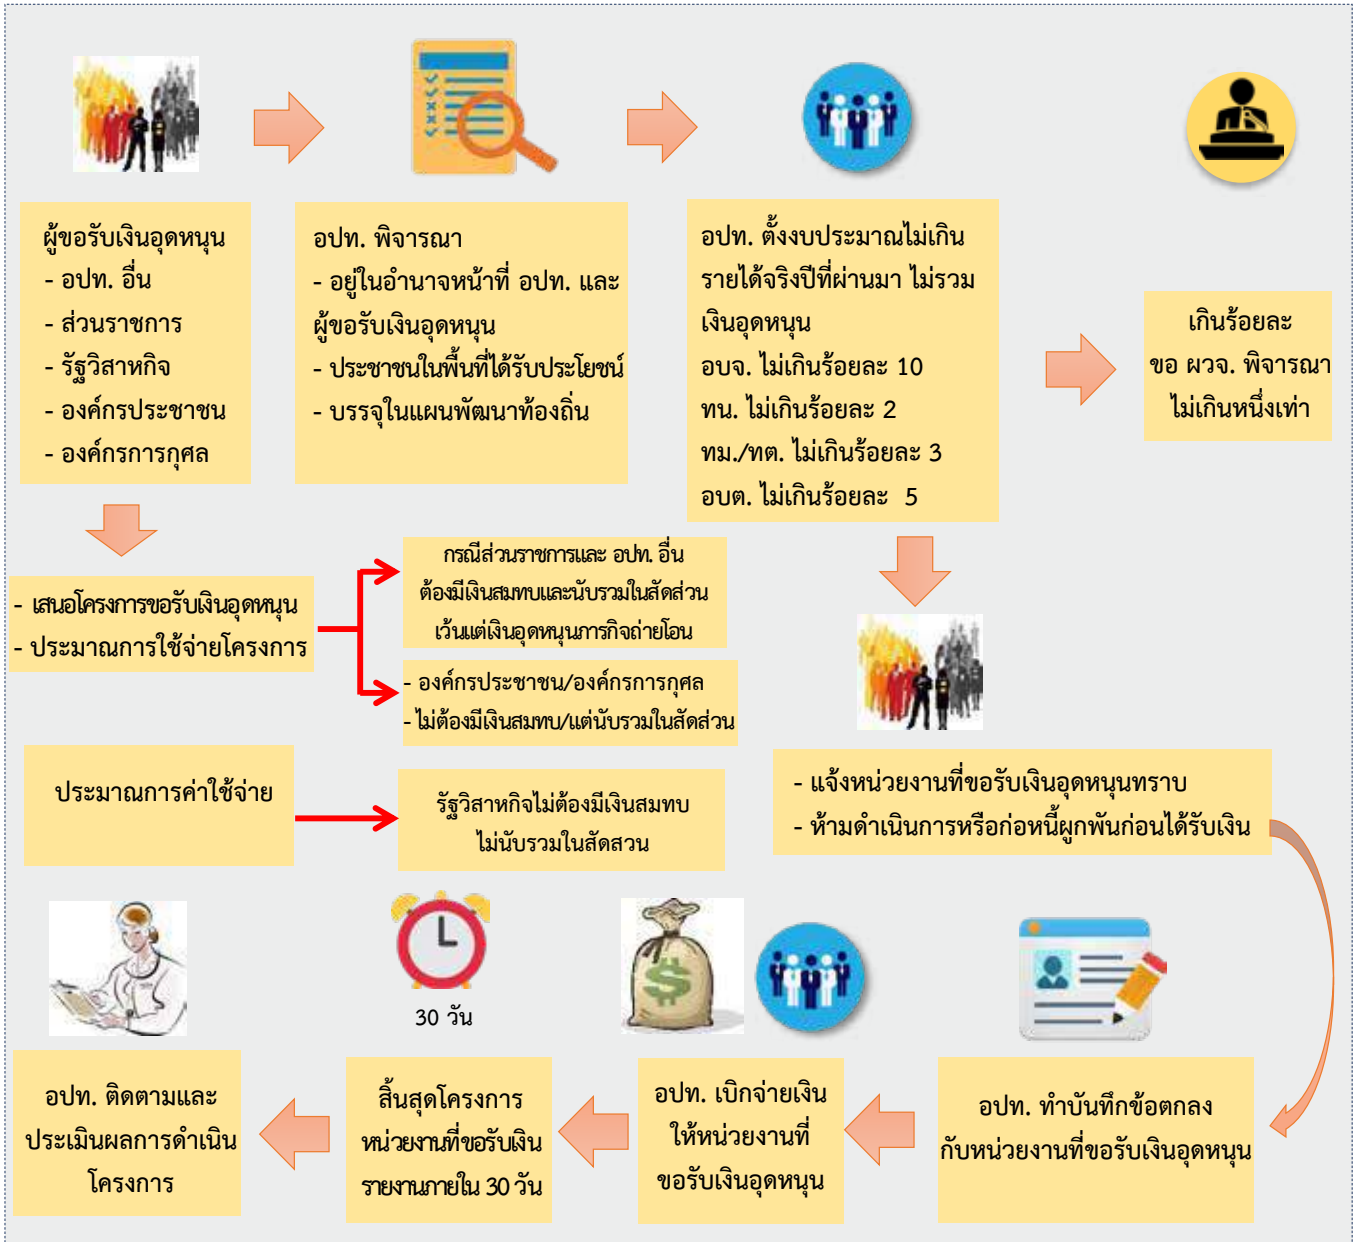 ผู้ขอรับเงินอุดหนุน
- อปท. อื่น
- ส่วนราชการ
- รัฐวิสาหกิจ
- องค์กรประชาชน
- องค์กรการกุศล
อปท. พิจารณา
- อยู่ในอำนาจหน้าที่ อปท. และ
ผู้ขอรับเงินอุดหนุน
- ประชาชนในพื้นที่ได้รับประโยชน์
- บรรจุในแผนพัฒนาท้องถิ่น
อปท. ตั้งงบประมาณไม่เกิน
รายได้จริงปีที่ผ่านมา ไม่รวม
เงินอุดหนุน
อบจ. ไม่เกินร้อยละ 10
ทน. ไม่เกินร้อยละ 2
ทม./ทต. ไม่เกินร้อยละ 3
อบต. ไม่เกินร้อยละ 5
เกินร้อยละ
ขอ ผวจ. พิจารณา
ไม่เกินหนึ่งเท่า
- เสนอโครงการขอรับเงินอุดหนุน
- ประมาณการใช้จ่ายโครงการ
กรณีส่วนราชการและ อปท. อื่น
ต้องมีเงินสมทบและนับรวมในสัดส่วน
เว้นแต่เงินอุดหนุนภารกิจถ่ายโอน
- องค์กรประชาชน/องค์กรการกุศล
- ไม่ต้องมีเงินสมทบ/แต่นับรวมในสัดส่วน
ประมาณการค่าใช้จ่าย
รัฐวิสาหกิจไม่ต้องมีเงินสมทบ
ไม่นับรวมในสัดสวน
- แจ้งหน่วยงานที่ขอรับเงินอุดหนุนทราบ
- ห้ามดำเนินการหรือก่อหนี้ผูกพันก่อนได้รับเงิน
อปท. ทำบันทึกข้อตกลง
กับหน่วยงานที่ขอรับเงินอุดหนุน
อปท. เบิกจ่ายเงิน
ให้หน่วยงานที่
ขอรับเงินอุดหนุน
30 วัน
สิ้นสุดโครงการ
หน่วยงานที่ขอรับเงิน
รายงานภายใน 30 วัน
อปท. ติดตามและ
ประเมินผลการดำเนิน
โครงการ